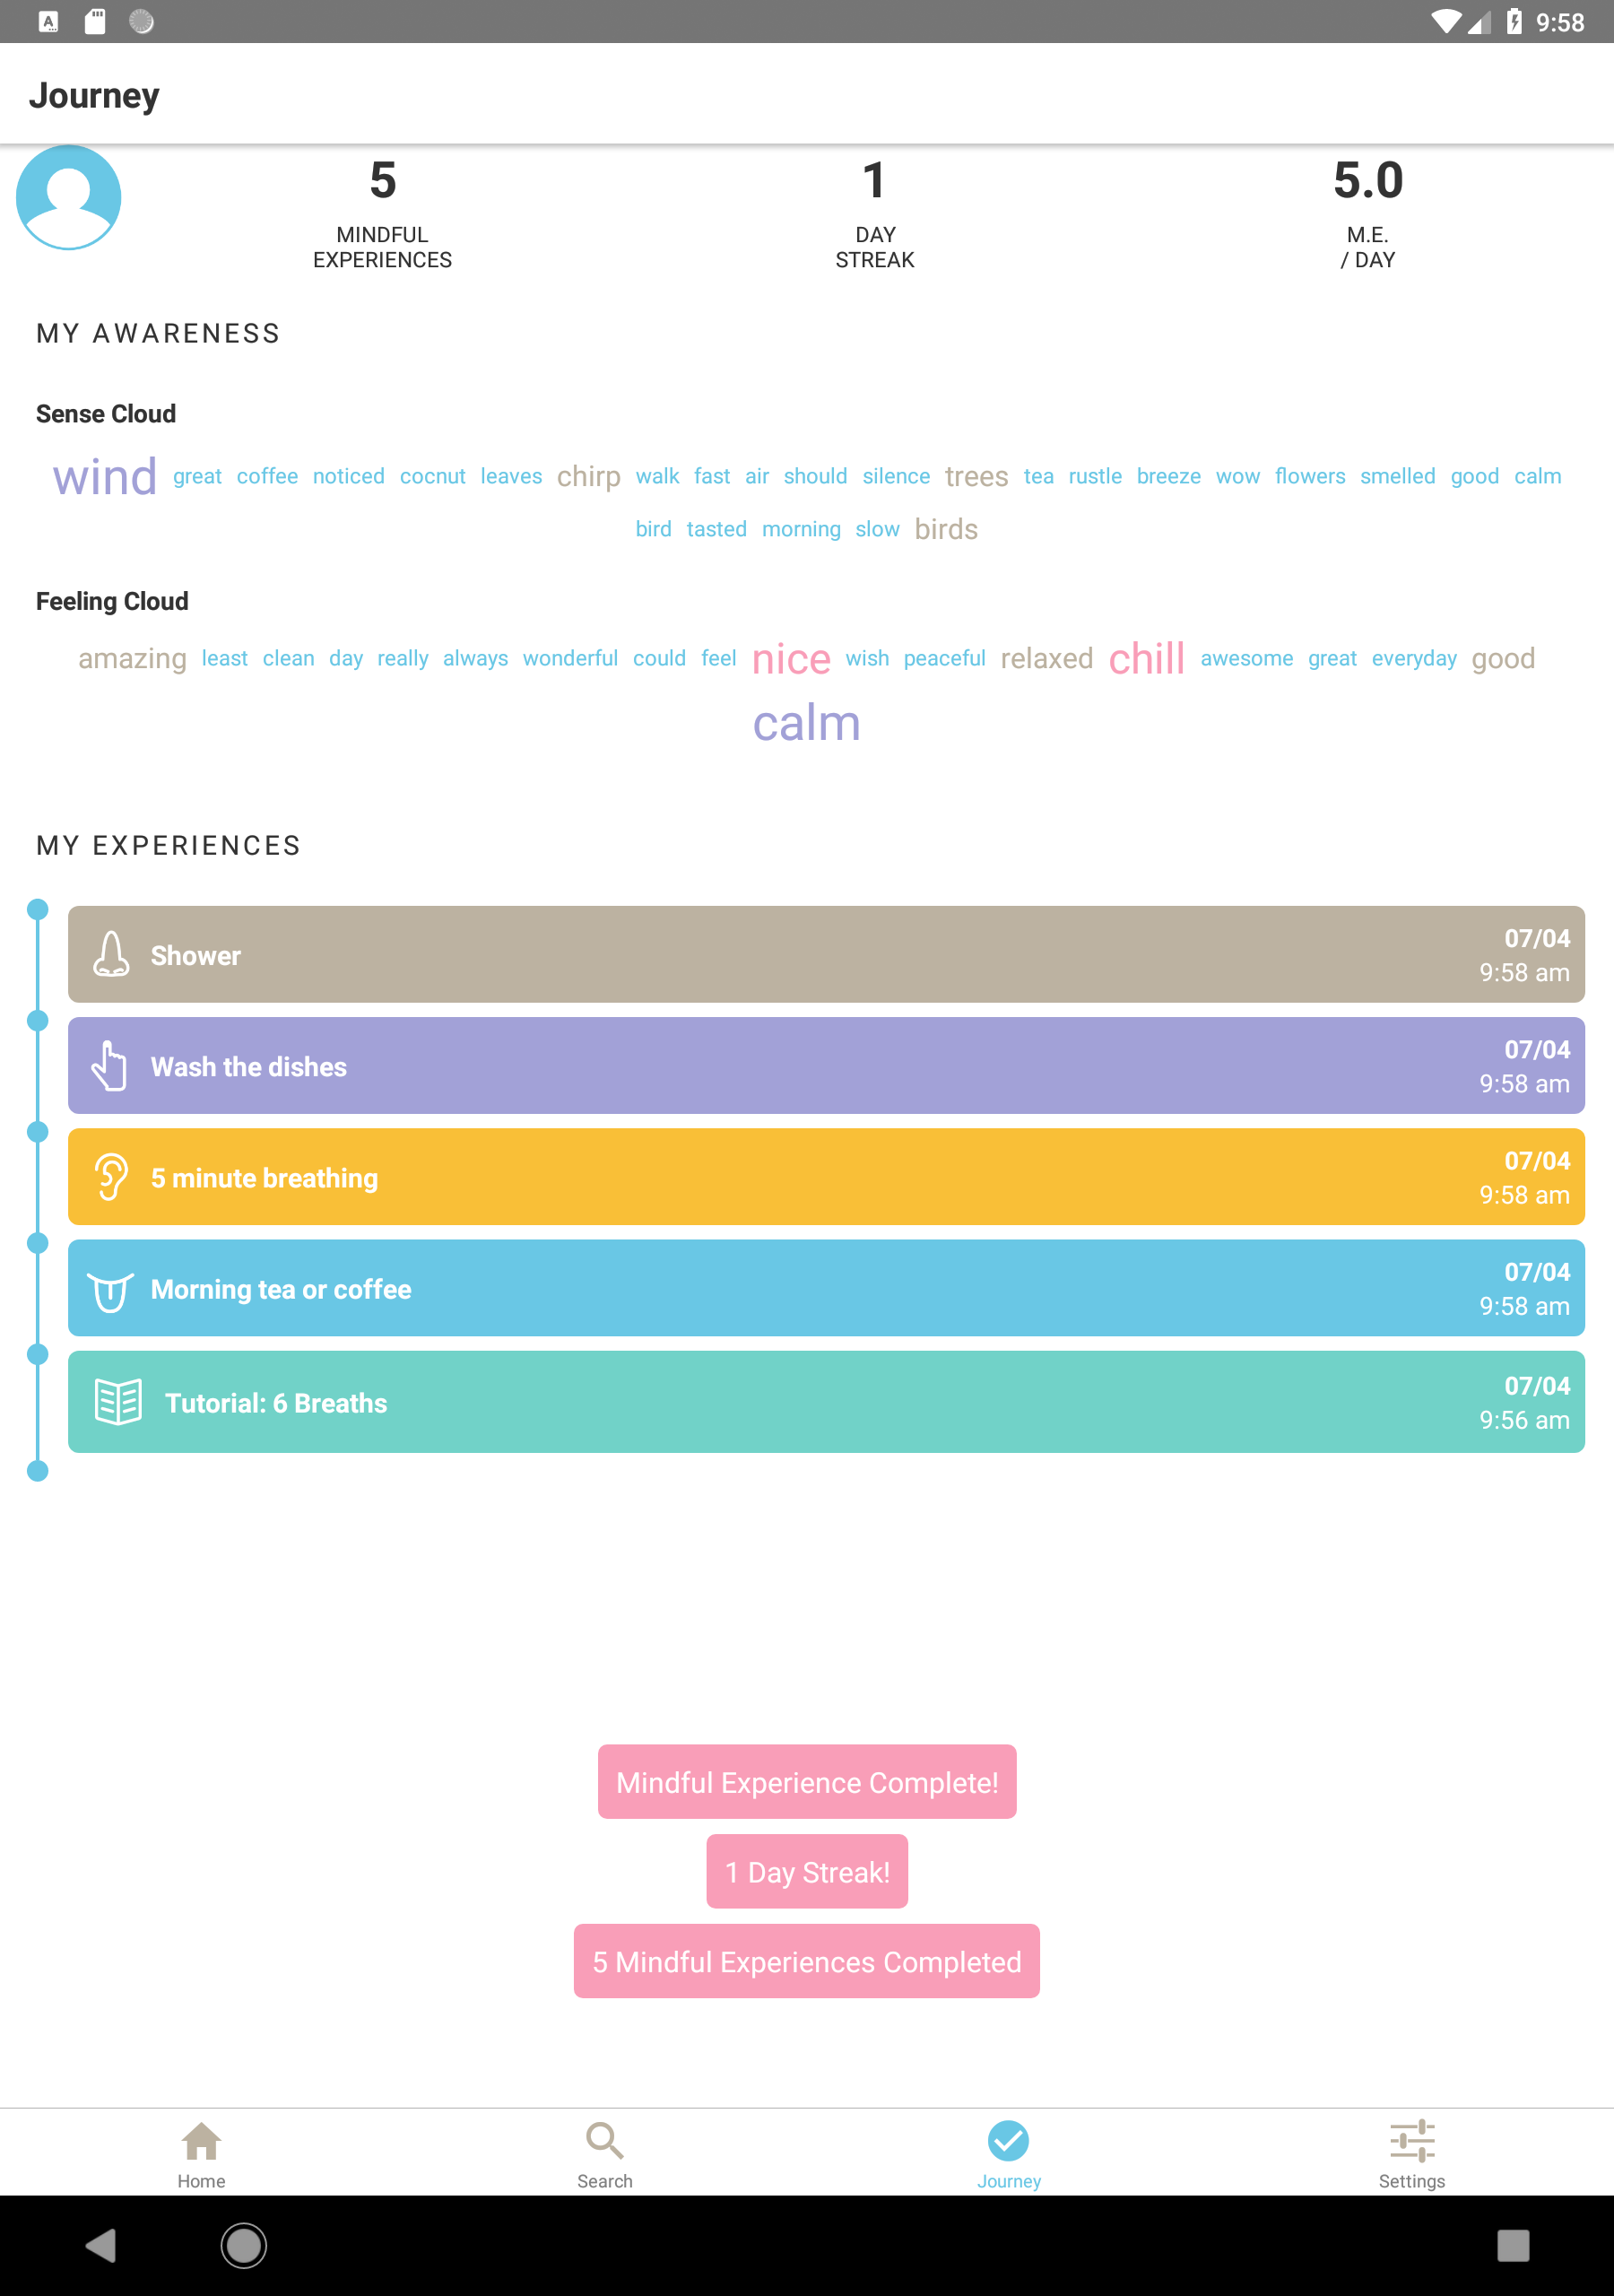 9:58
Journey
5
MINDFUL
EXPERIENCES
1
DAY
STREAK
5.0
M.E.
/ DAY
MY AWARENESS
Sense Cloud
wind great coffee noticed cocnut leaves chirp walk fast air should silence trees tea rustle breeze wow flowers smelled good calm
bird tasted morning slow birds
Feeling Cloud
amazing least clean day really always wonderful could feel nice wish peaceful relaxed chill awesome great everyday good
calm
MY EXPERIENCES
Shower
07/04
9:58 am
Wash the dishes
07/04
9:58 am
5 minute breathing
07/04
9:58 am
Morning tea or coffee
07/04
9:58 am
Tutorial: 6 Breaths
07/04
9:56 am
Mindful Experience Complete!
1 Day Streak!
5 Mindful Experiences Completed
Home
Search
Journey
Settings